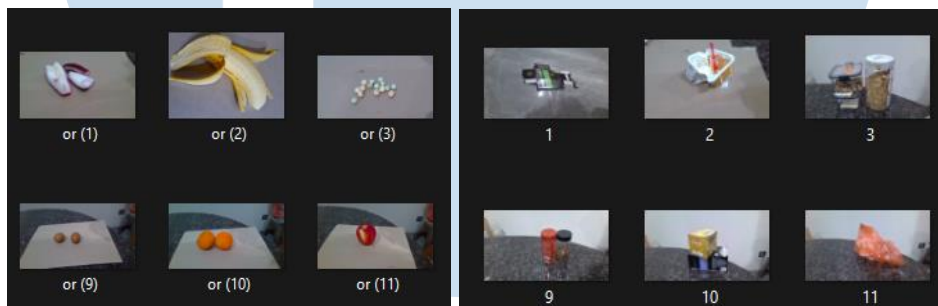 or (1) or (2) or (3)
or (9) or (10) or (11)
1 2 3
9 10 11